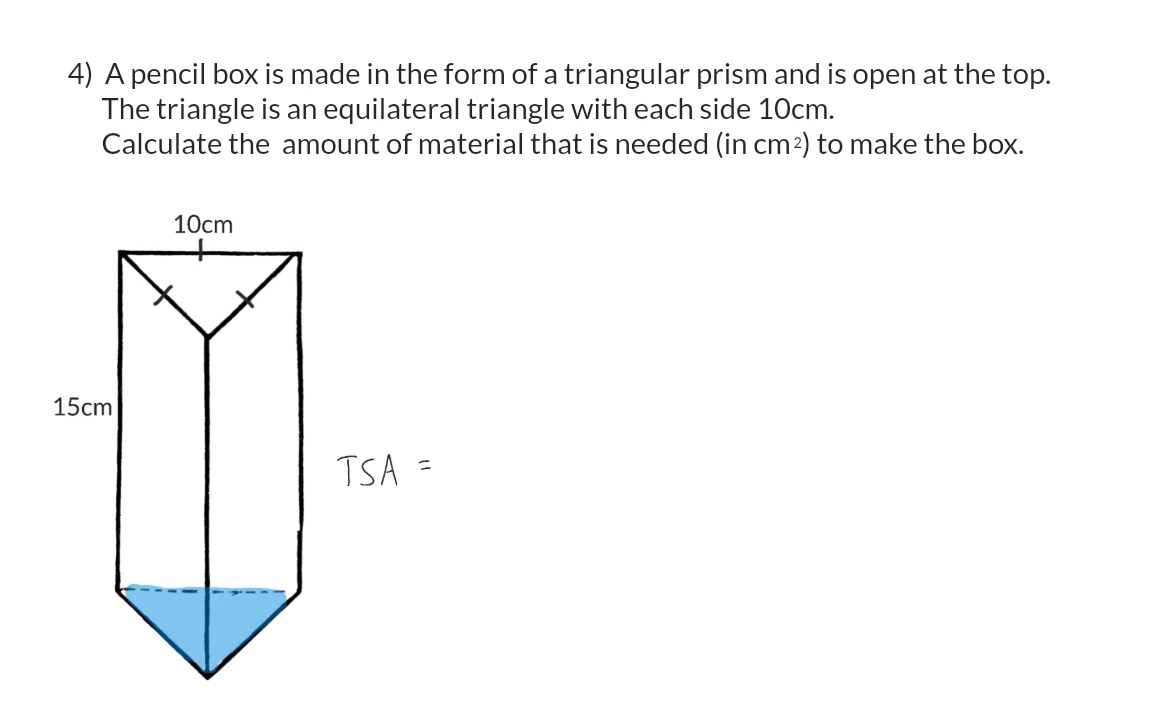 4) A pencil box is made in the form of a triangular prism and is open at the top.
The triangle is an equilateral triangle with each side 10cm.
Calculate the amount of material that is needed (in cm²) to make the box.
10cm
15cm
TSA =